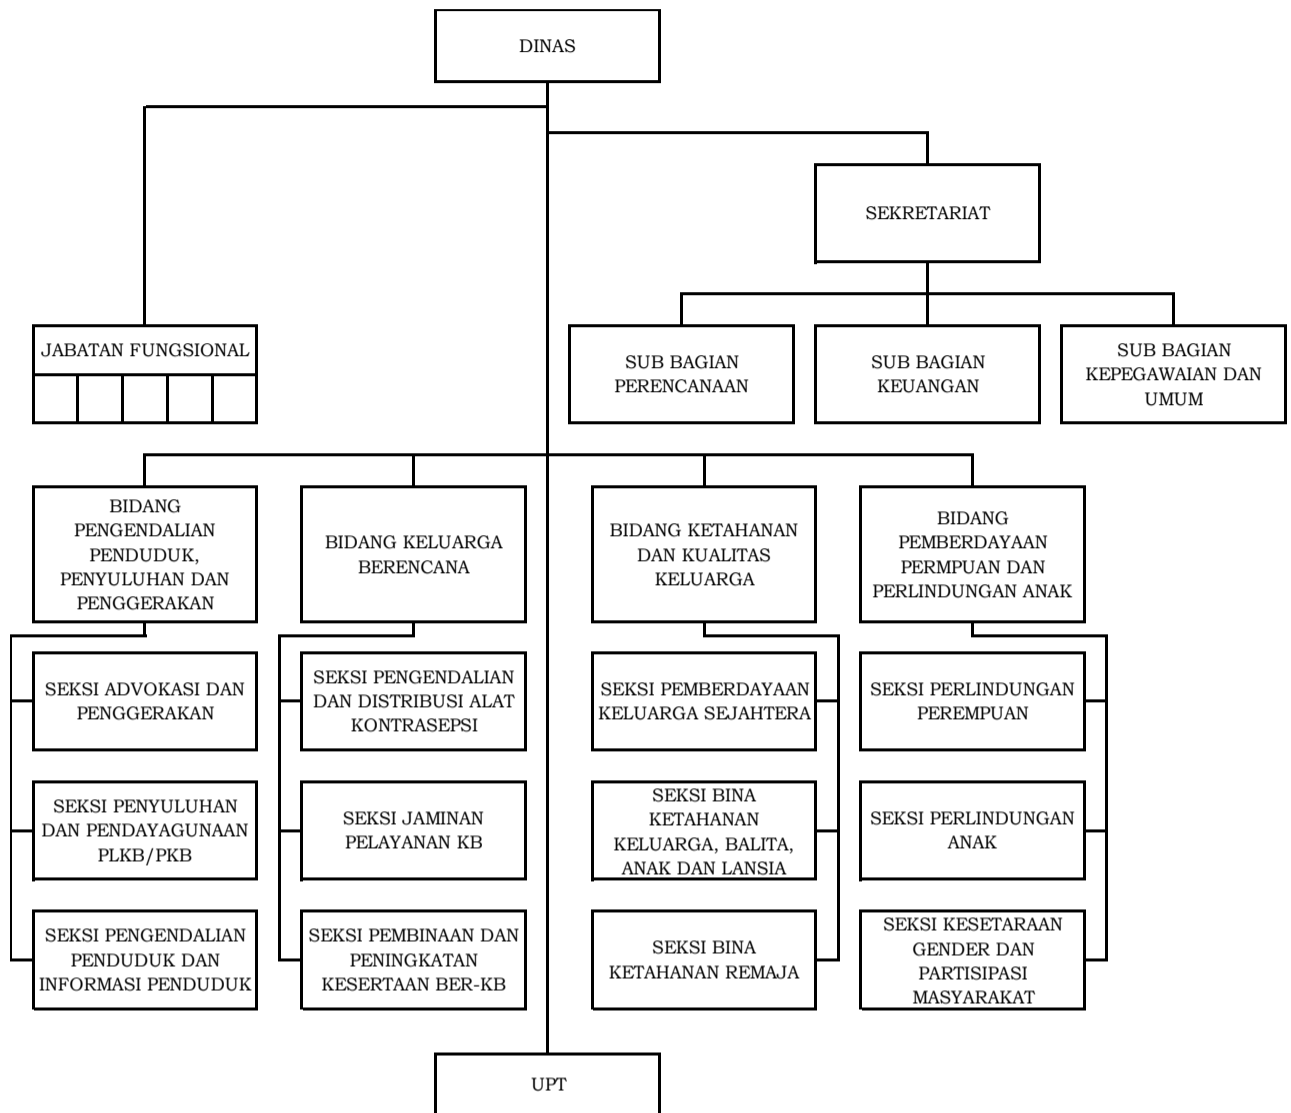 DINAS
SEKRETARIAT
JABATAN FUNGSIONAL
SUB BAGIAN
PERENCANAAN
SUB BAGIAN
KEUANGAN
SUB BAGIAN
KEPEGAWAIAN DAN
UMUM
BIDANG
PENGENDALIAN
PENDUDUK,
PENYULUHAN DAN
PENGGERAKAN
BIDANG KELUARGA
BERENCANA
BIDANG KETAHANAN
DAN KUALITAS
KELUARGA
BIDANG
PEMBERDAYAAN
PERMPUAN DAN
PERLINDUNGAN ANAK
SEKSI ADVOKASI DAN
PENGGERAKAN
SEKSI PENGENDALIAN
DAN DISTRIBUSI ALAT
KONTRASEPSI
SEKSI PEMBERDAYAAN
KELUARGA SEJAHTERA
SEKSI PERLINDUNGAN
PEREMPUAN
SEKSI PENYULUHAN
DAN PENDAYAGUNAAN
PLKB/PKB
SEKSI JAMINAN
PELAYANAN KB
SEKSI BINA
KETAHANAN
KELUARGA, BALITA,
ANAK DAN LANSIA
SEKSI PERLINDUNGAN
ANAK
SEKSI PENGENDALIAN
PENDUDUK DAN
INFORMASI PENDUDUK
SEKSI PEMBINAAN DAN
PENINGKATAN
KESERTAAN BER-KB
SEKSI BINA
KETAHANAN REMAJA
SEKSI KESETARAAN
GENDER DAN
PARTISIPASI
MASYARAKAT
UPT